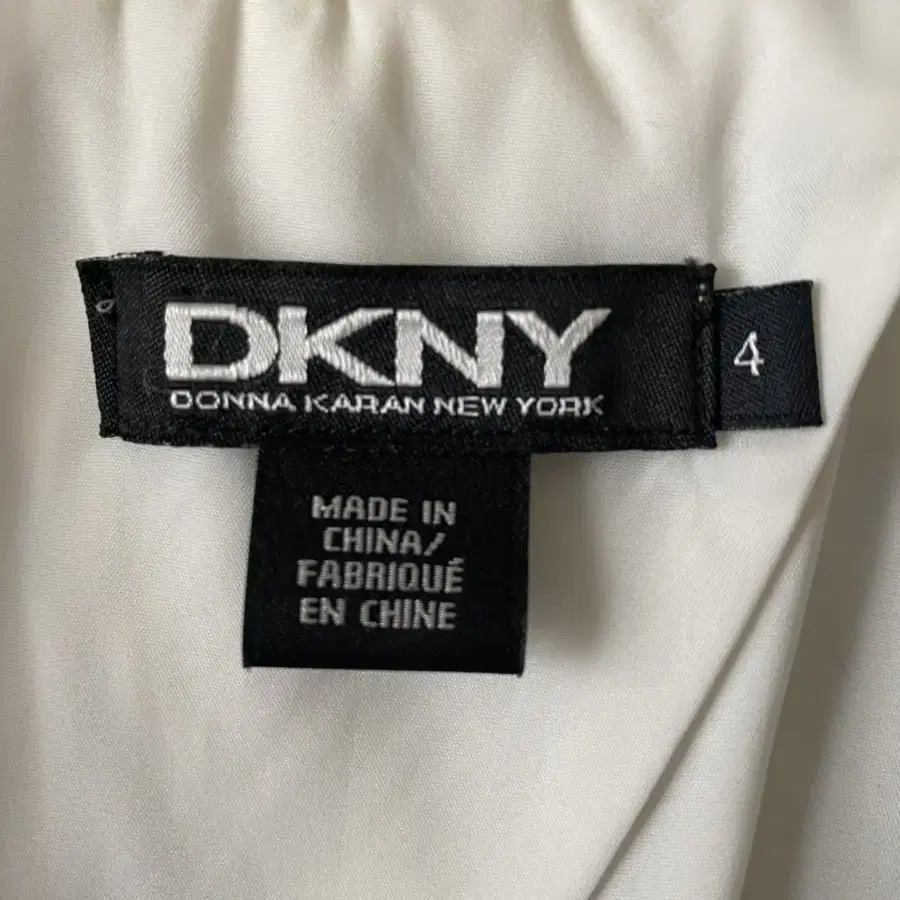 DKNY
DONNA KARAN NEW YORK
4
MADE IN
CHINA/
FABRIQUÉ
EN CHINE